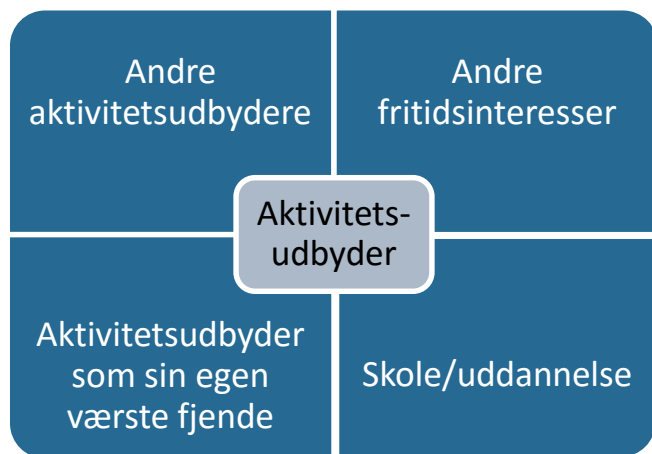 Andre
aktivitetsudbydere
Andre
fritidsinteresser
Aktivitets-
udbyder
Aktivitetsudbyder
som sin egen
værste fjende
Skole/uddannelse